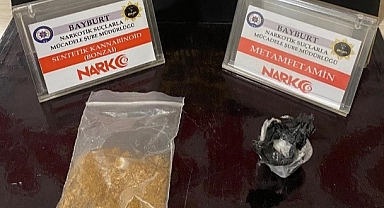 BAYBURT
NARKOTİK SUÇLARLA
MÜCADELE ŞUBE MÜDÜRLÜĞÜ
SENTETİK KANNABİNOİD
(BONZAİ)
NARKO
BAYBURT
NARKOTİK SUÇLARLA
MÜCADELE ŞUBE MÜDÜRLÜĞÜ
METAMFETAMİN
NARKO